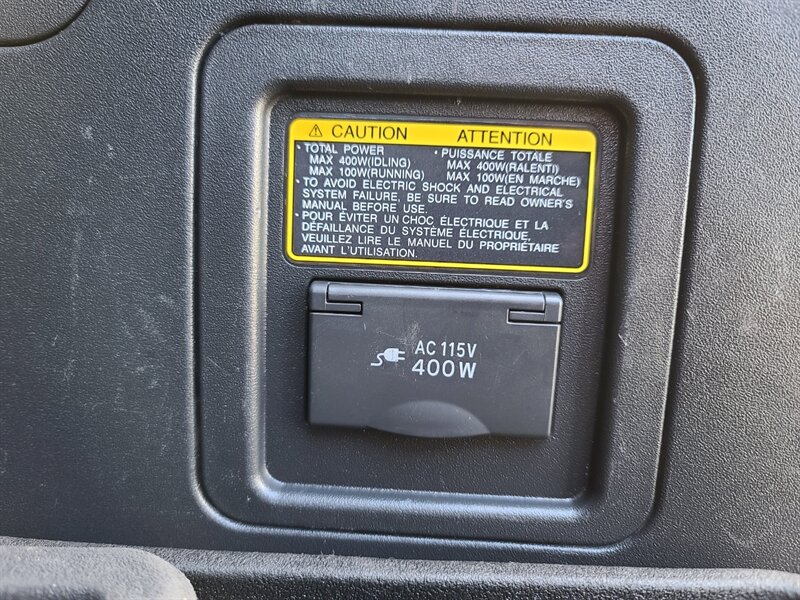 ⚠ CAUTION ATTENTION
• TOTAL POWER
MAX 400W(IDLING)
MAX 100W(RUNNING)
• PUISSANCE TOTALE
MAX 400W(RALENTI)
MAX 100W(EN MARCHE)
• TO AVOID ELECTRIC SHOCK AND ELECTRICAL
SYSTEM FAILURE, BE SURE TO READ OWNER'S
MANUAL BEFORE USE.
• POUR ÉVITER UN CHOC ÉLECTRIQUE ET LA
DÉFAILLANCE DU SYSTÈME ÉLECTRIQUE,
VEUILLEZ LIRE LE MANUEL DU PROPRIÉTAIRE
AVANT L'UTILISATION.
AC 115V
400W